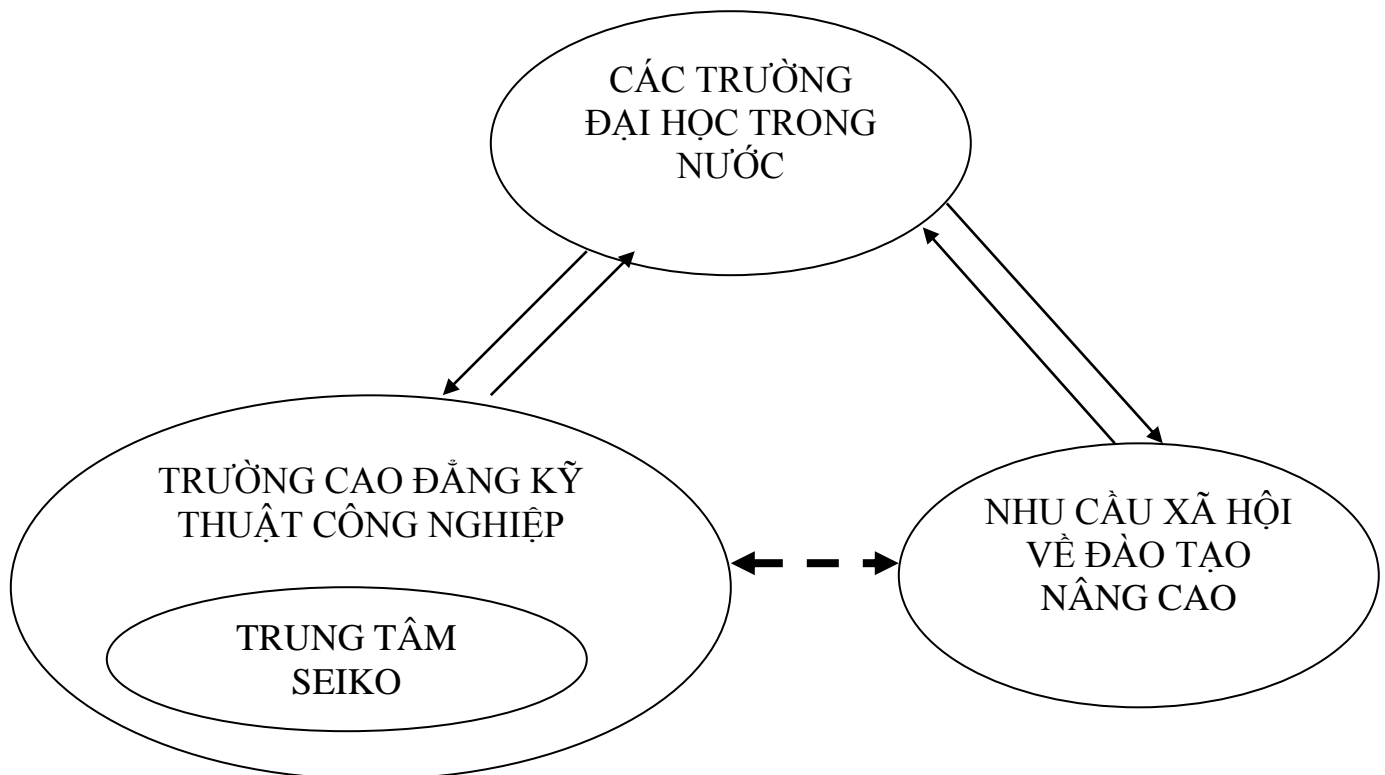 CÁC TRƯỜNG
ĐẠI HỌC TRONG
NƯỚC
TRƯỜNG CAO ĐẲNG KỸ
THUẬT CÔNG NGHIỆP
TRUNG TÂM
SEIKO
NHU CẦU XÃ HỘI
VỀ ĐÀO TẠO
NÂNG CAO